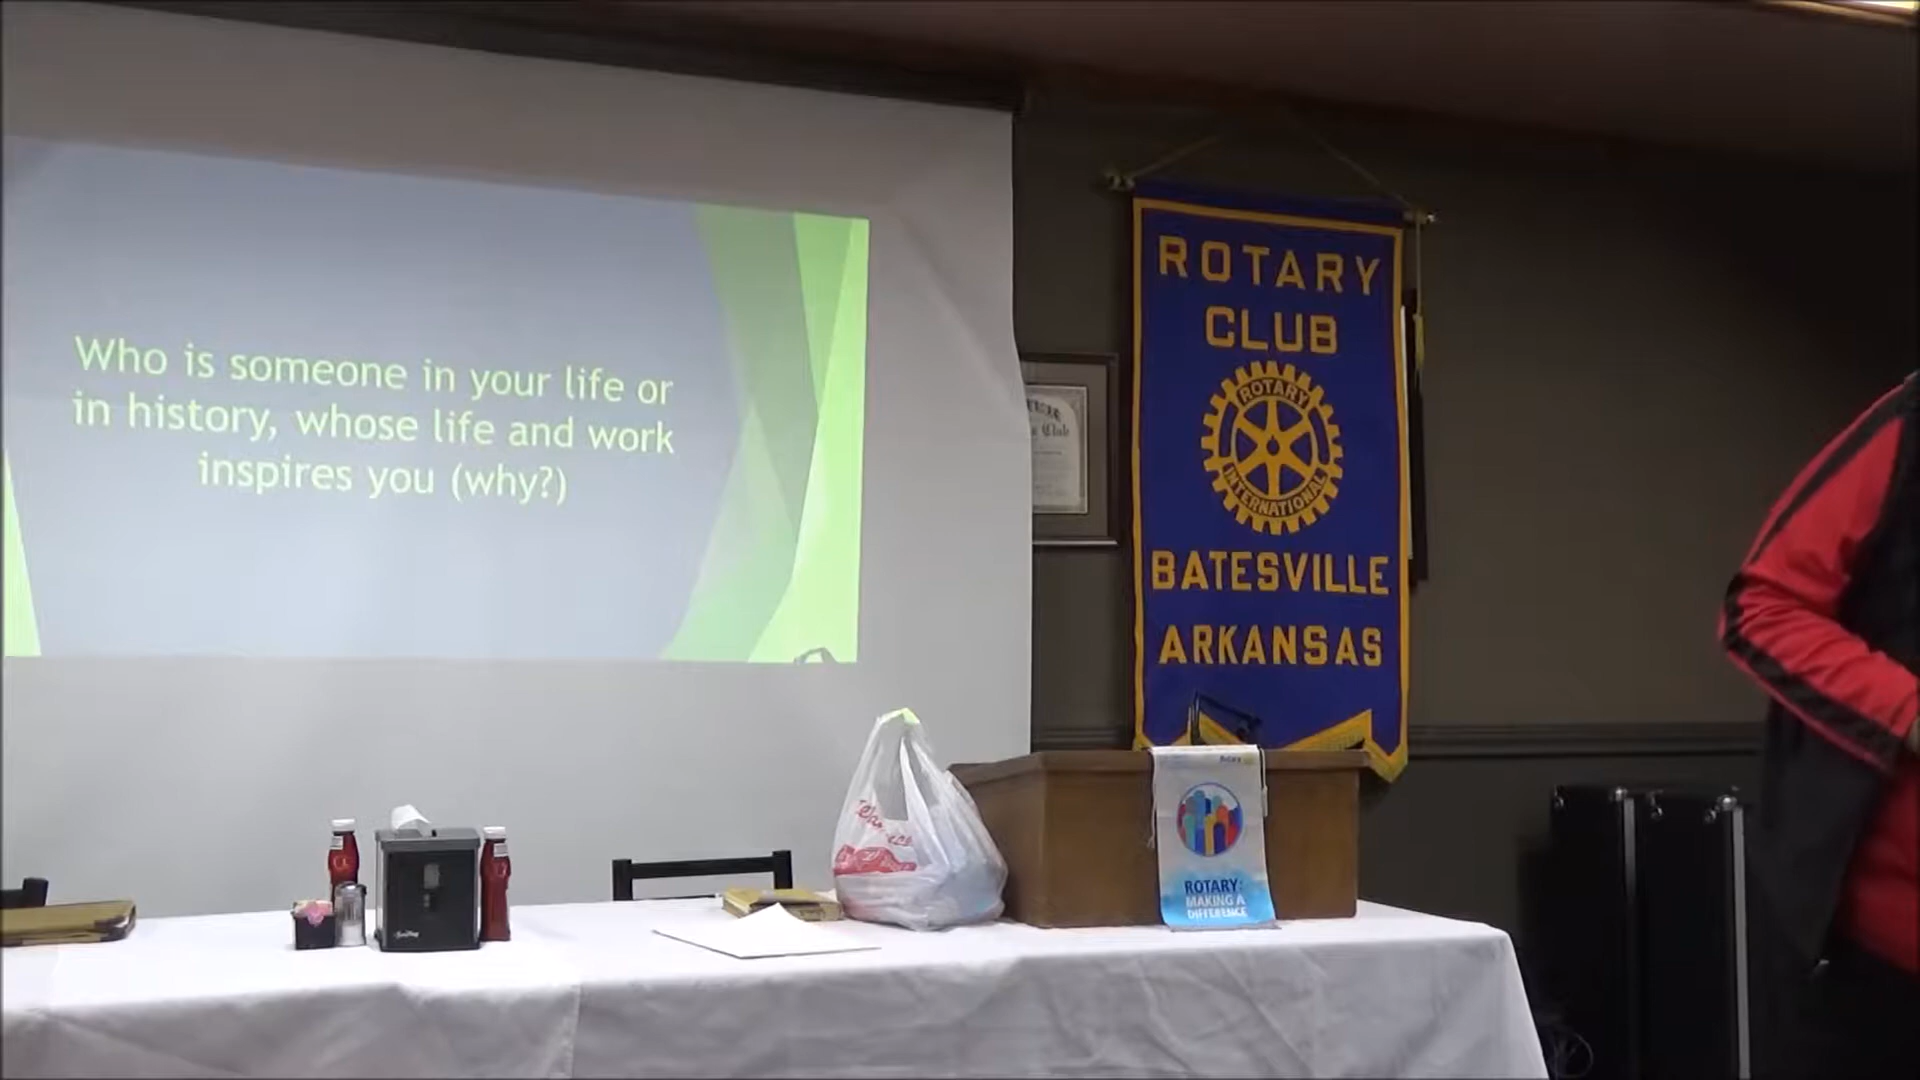 Who is someone in your life or
in history, whose life and work
inspires you (why?)
ROTARY
CLUB
ROTARY
INTERNATIONAL
BATESVILLE
ARKANSAS
ROTARY:
MAKING A
DIFFERENCE